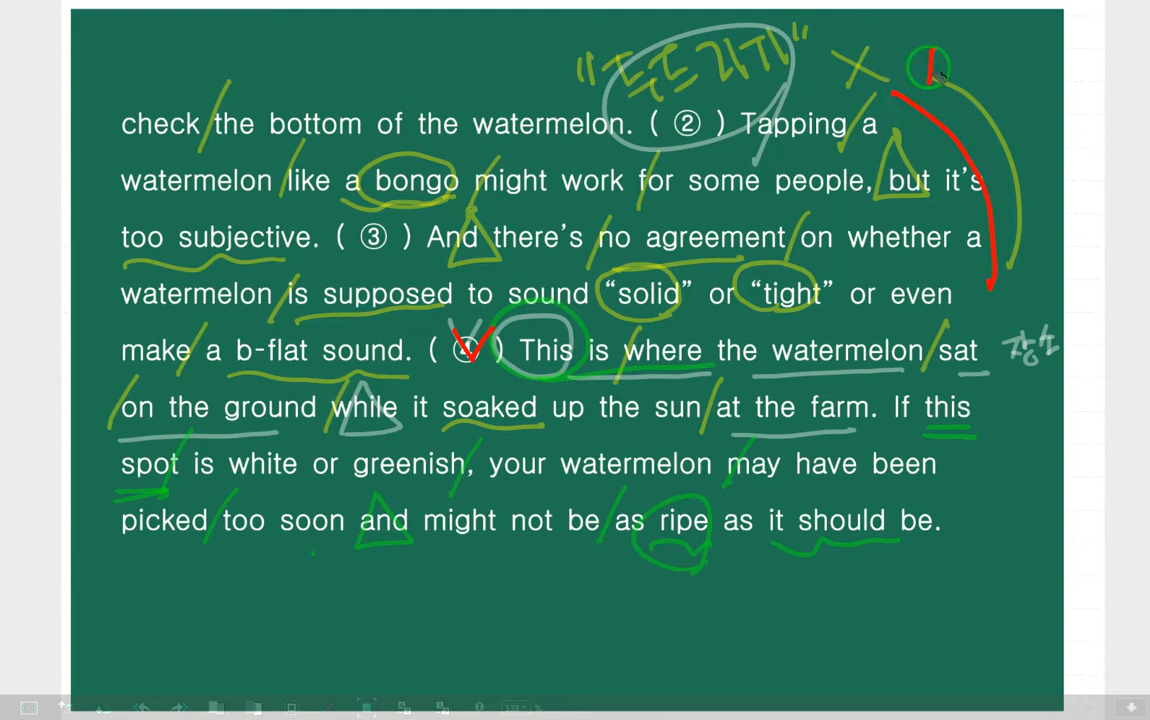 "두드리기" X 1
check the bottom of the watermelon. ( ② ) Tapping a
watermelon like a bongo might work for some people, but it's
too subjective. ( ③ ) And there's no agreement on whether a
watermelon is supposed to sound “solid” or “tight” or even
make a b-flat sound. ( ④ ) This is where the watermelon sat
on the ground while it soaked up the sun at the farm. If this
spot is white or greenish, your watermelon may have been
picked too soon and might not be as ripe as it should be.
133 %